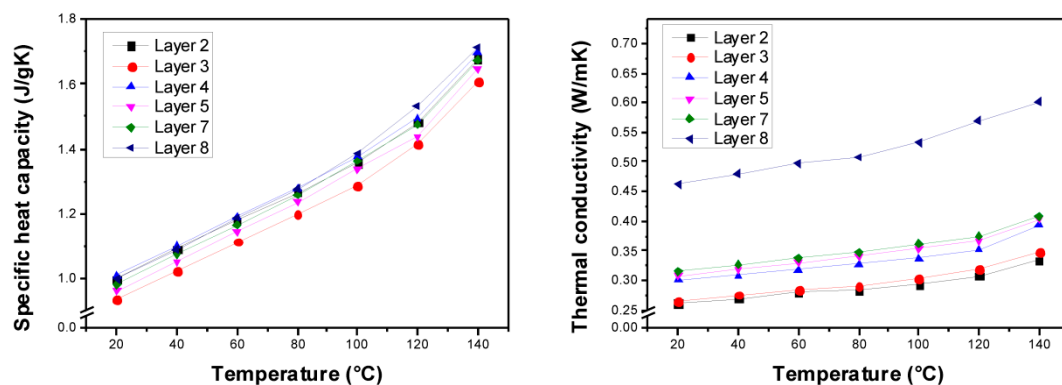 1.8
1.6
1.4
1.2
1.0
0.00
Specific heat capacity (J/gK)
Layer 2
Layer 3
Layer 4
Layer 5
Layer 7
Layer 8
20 40 60 80 100 120 140
Temperature (°C)
0.70
0.65
0.60
0.55
0.50
0.45
0.40
0.35
0.30
0.25
0.00
Thermal conductivity (W/mK)
Layer 2
Layer 3
Layer 4
Layer 5
Layer 7
Layer 8
20 40 60 80 100 120 140
Temperature (°C)